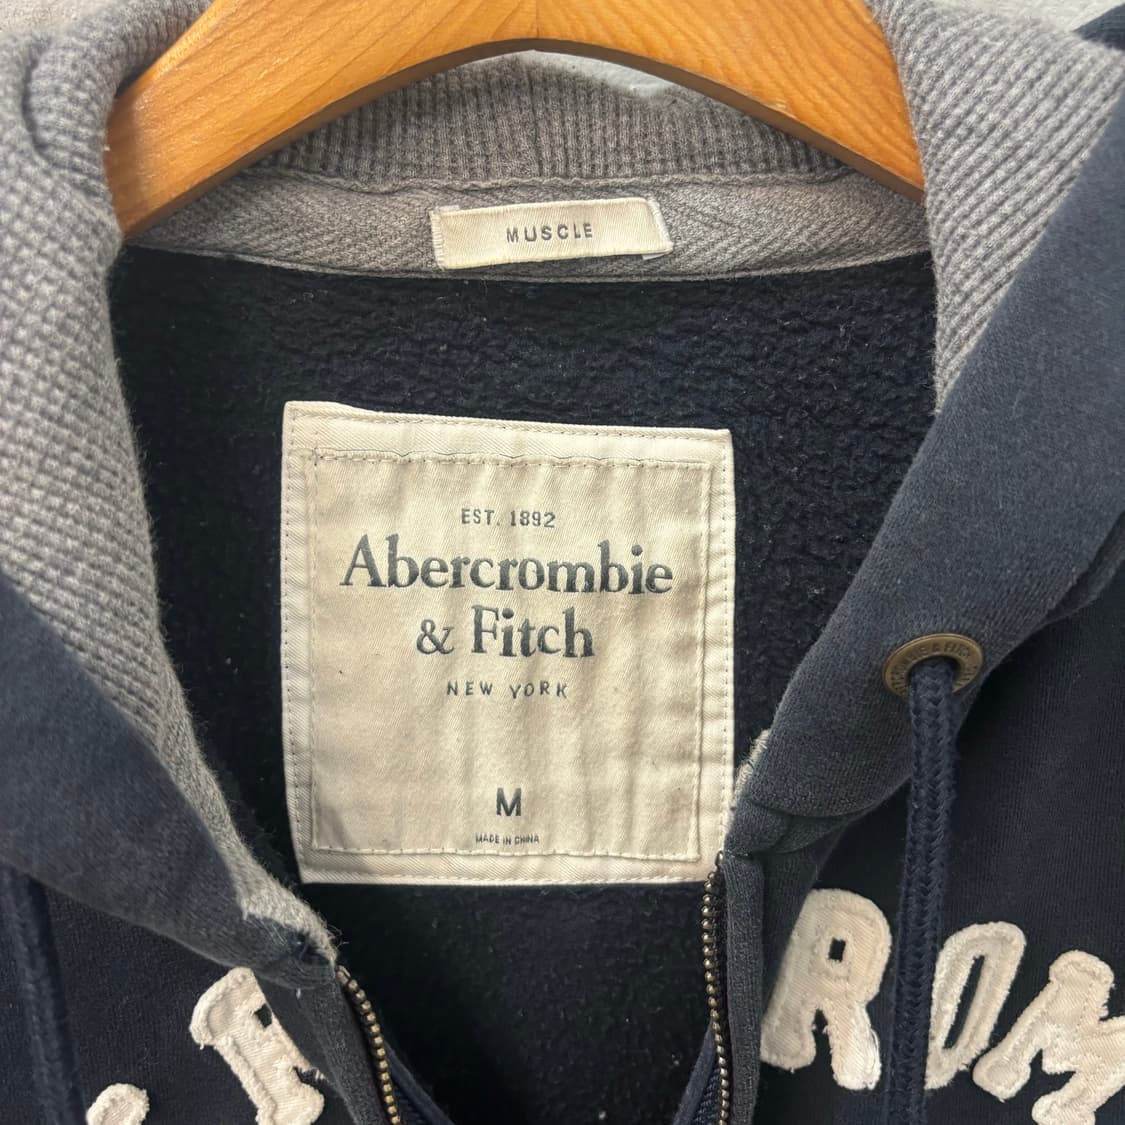 MUSCLE
EST. 1892
Abercrombie
& Fitch
NEW YORK
M
MADE IN CHINA
ROM